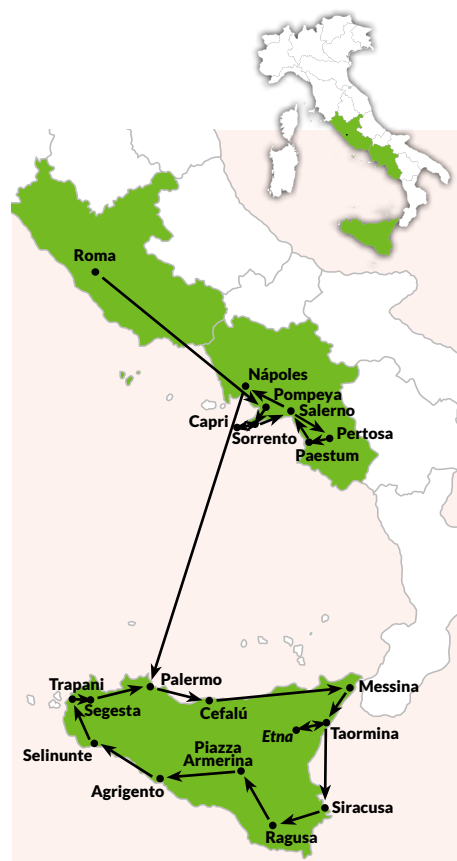 Roma
Nápoles
Pompeya
Salerno
Capri
Sorrento
Pertosa
Paestum
Palermo
Trapani
Segesta
Cefalú
Messina
Etna
Taormina
Selinunte
Piazza
Armerina
Agrigento
Siracusa
Ragusa